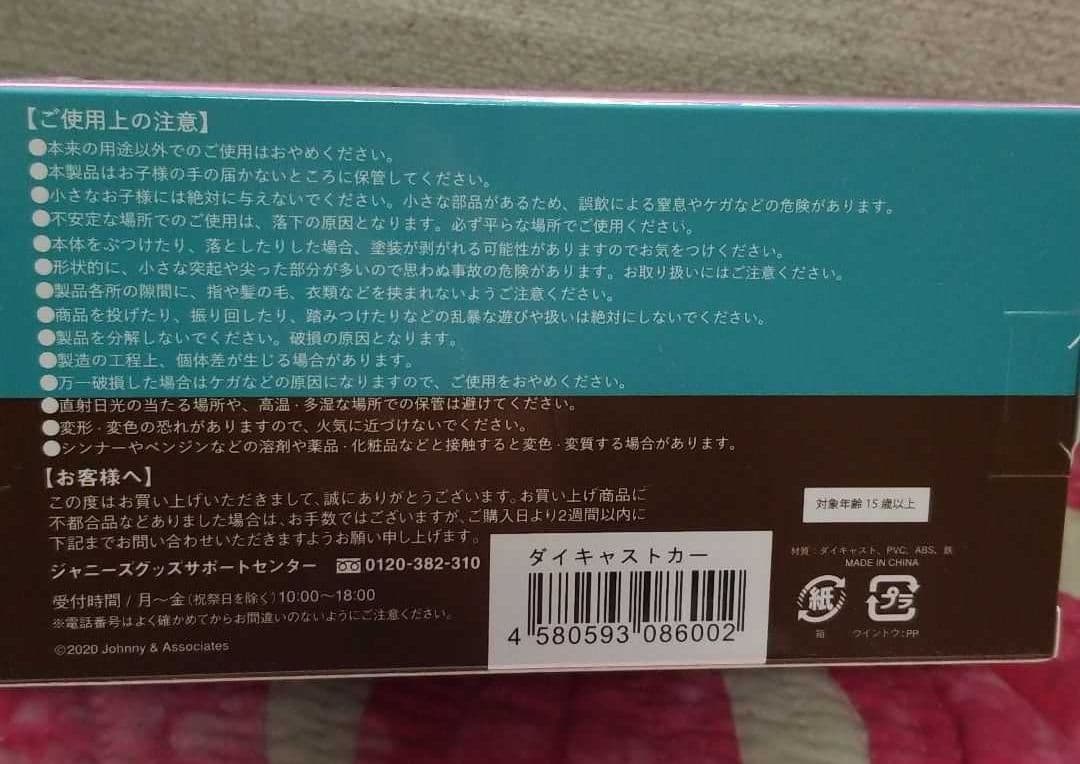 【ご使用上の注意】
●本来の用途以外でのご使用はおやめください。
●本製品はお子様の手の届かないところに保管してください。
●小さなお子様には絶対に与えないでください。小さな部品があるため、誤飲による窒息やケガなどの危険があります。
●不安定な場所でのご使用は、落下の原因となります。必ず平らな場所でご使用ください。
●本体をぶつけたり、落としたりした場合、塗装が剥がれる可能性がありますのでお気をつけください。
●形状的に、小さな突起や尖った部分が多いので思わぬ事故の危険があります。お取り扱いにはご注意ください。
●製品各所の隙間に、指や髪の毛、衣類などを挟まれないようご注意ください。
●商品を投げたり、振り回したり、踏みつけたりなどの乱暴な遊びや扱いは絶対にしないでください。
●製品を分解しないでください。破損の原因となります。
●製造の工程上、個体差が生じる場合があります。
●万一破損した場合はケガなどの原因になりますので、ご使用をおやめください。
●直射日光の当たる場所や、高温·多湿な場所での保管は避けてください。
●変形·変色の恐れがありますので、火気に近づけないでください。
●シンナーやベンジンなどの溶剤や薬品·化粧品などと接触すると変色·変質する場合があります。
【お客様へ】
この度はお買い上げいただきまして、誠にありがとうございます。お買い上げ商品に
不都合品などありました場合は、お手数ではございますが、ご購入日より2週間以内に
下記までお問い合わせいただきますようお願い申し上げます。
ジャニーズグッズサポートセンター 0120-382-310
受付時間 / 月〜金(祝祭日を除く) 10:00〜18:00
※電話番号はよく確かめてからお間違いのないようにご注意ください。
©2020 Johnny & Associates
ダイキャストカー
4 580593 086002
対象年齢 15 歳以上
材質：ダイキャスト、PVC、ABS、鉄
MADE IN CHINA
紙
箱
プラ
ウインドウ：PP